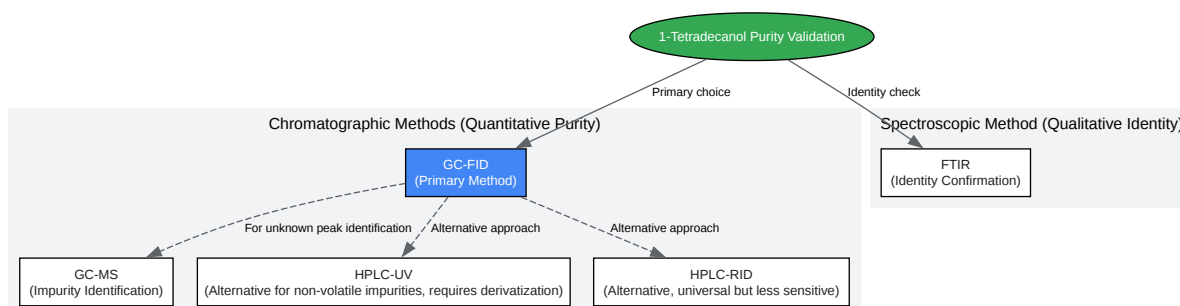 1-Tetradecanol Purity Validation
Primary choice
Identity check
Chromatographic Methods (Quantitative Purity)
Spectroscopic Method (Qualitative Identity)
GC-FID
(Primary Method)
FTIR
(Identity Confirmation)
For unknown peak identification
Alternative approach
Alternative approach
GC-MS
(Impurity Identification)
HPLC-UV
(Alternative for non-volatile impurities, requires derivatization)
HPLC-RID
(Alternative, universal but less sensitive)